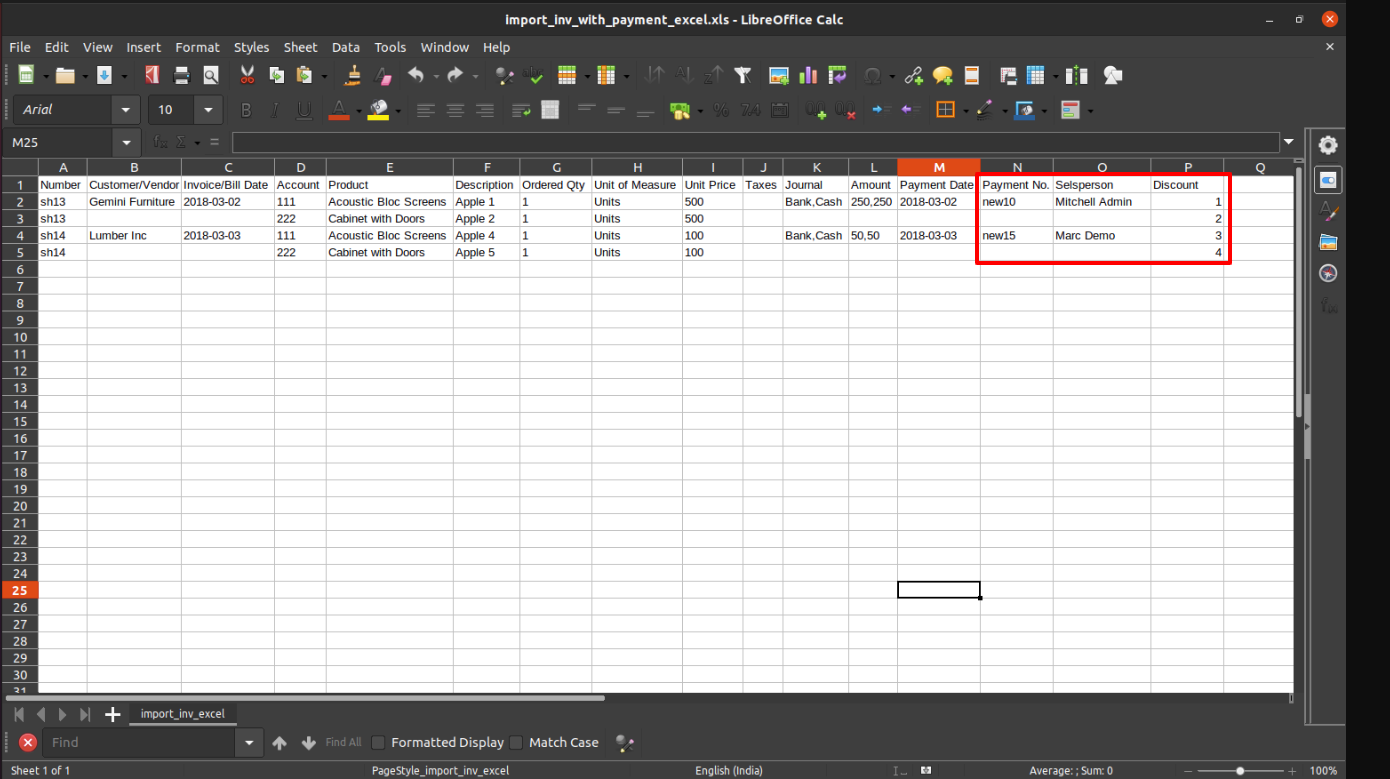 import_inv_with_payment_excel.xls - LibreOffice Calc
File Edit View Insert Format Styles Sheet Data Tools Window Help
Arial 10
M25
A B C D E F G H I J K L M N O P Q
1 Number Customer/Vendor Invoice/Bill Date Account Product Description Ordered Qty Unit of Measure Unit Price Taxes Journal Amount Payment Date Payment No. Selsperson Discount
2 sh13 Gemini Furniture 2018-03-02 111 Acoustic Bloc Screens Apple 1 1 Units 500 Bank,Cash 250,250 2018-03-02 new10 Mitchell Admin 1
3 sh13 222 Cabinet with Doors Apple 2 1 Units 500 2
4 sh14 Lumber Inc 2018-03-03 111 Acoustic Bloc Screens Apple 4 1 Units 100 Bank,Cash 50,50 2018-03-03 new15 Marc Demo 3
5 sh14 222 Cabinet with Doors Apple 5 1 Units 100 4
6
7
8
9
10
11
12
13
14
15
16
17
18
19
20
21
22
23
24
25
26
27
28
29
30
31
import_inv_excel
Find Find All Formatted Display Match Case
Sheet 1 of 1 PageStyle_import_inv_excel English (India) Average: ; Sum: 0 100%